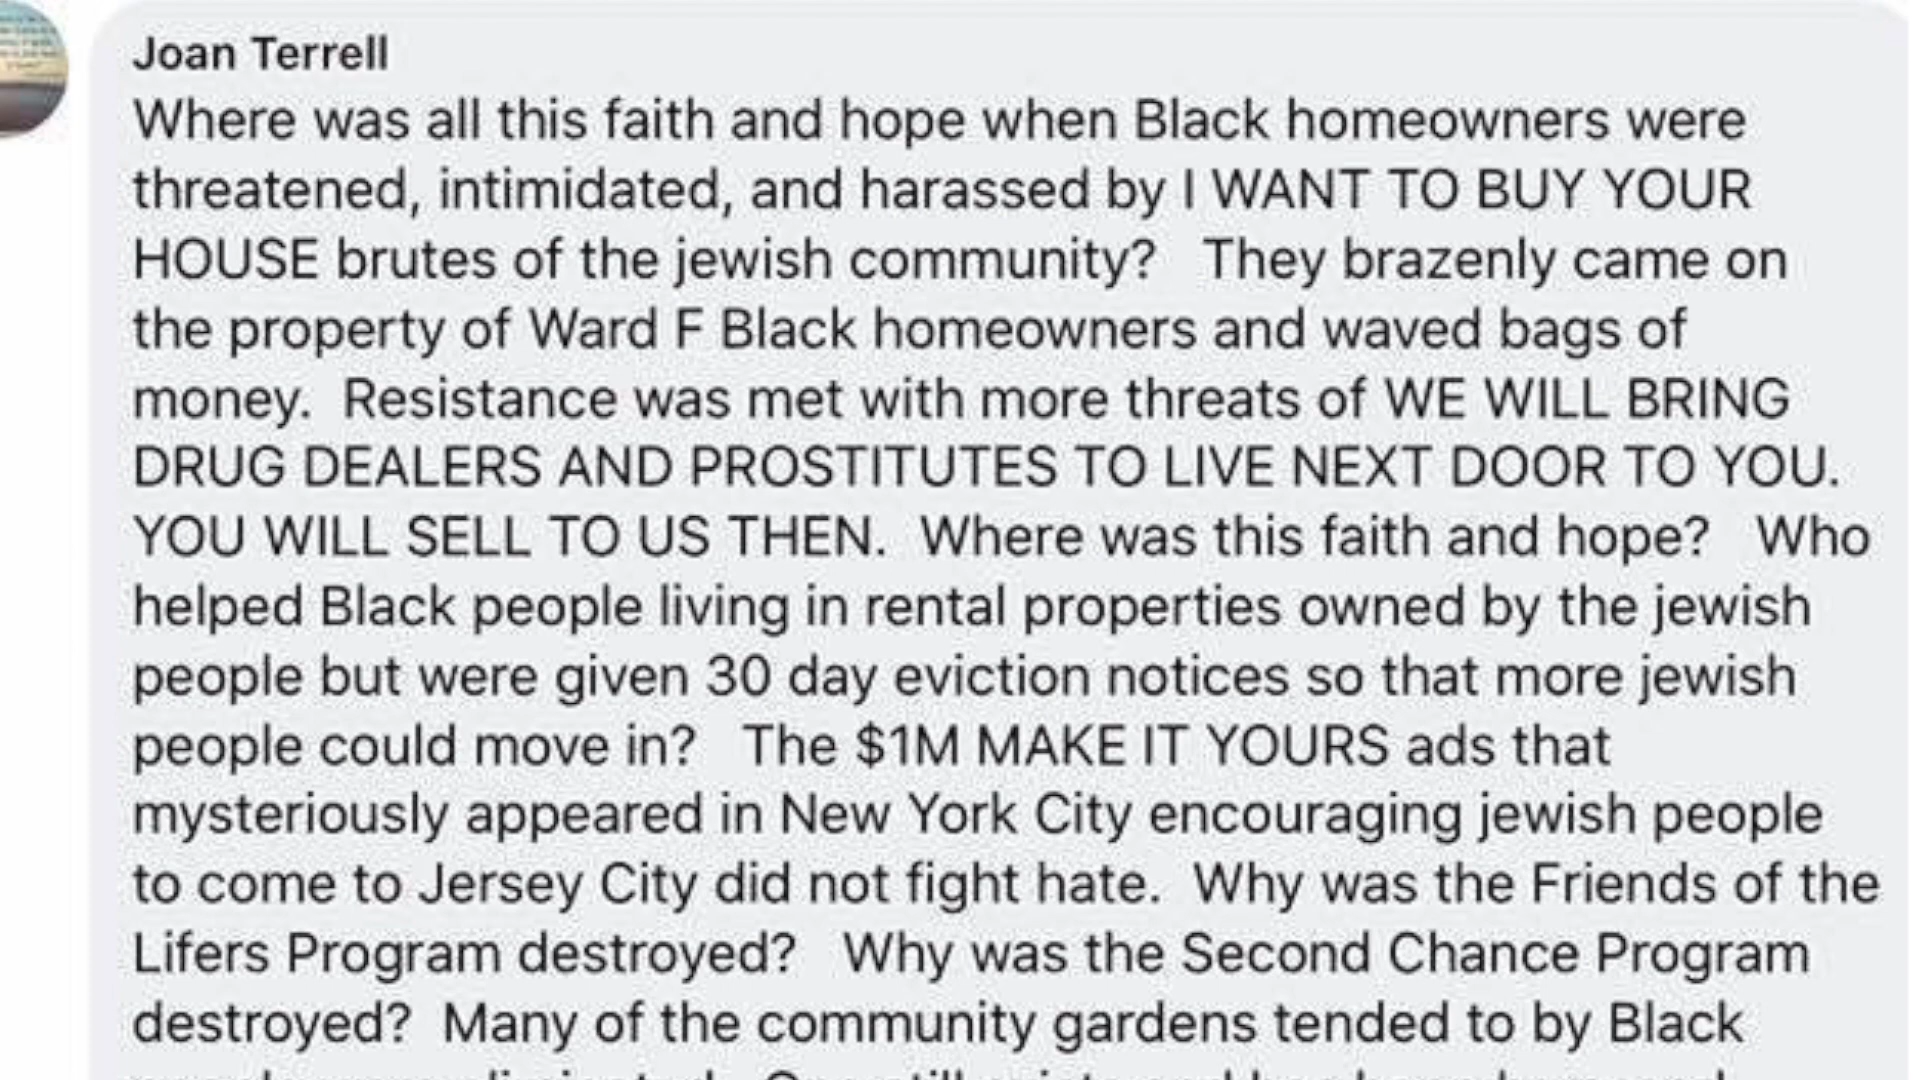 Joan Terrell
Where was all this faith and hope when Black homeowners were
threatened, intimidated, and harassed by I WANT TO BUY YOUR
HOUSE brutes of the jewish community? They brazenly came on
the property of Ward F Black homeowners and waved bags of
money. Resistance was met with more threats of WE WILL BRING
DRUG DEALERS AND PROSTITUTES TO LIVE NEXT DOOR TO YOU.
YOU WILL SELL TO US THEN. Where was this faith and hope? Who
helped Black people living in rental properties owned by the jewish
people but were given 30 day eviction notices so that more jewish
people could move in? The $1M MAKE IT YOURS ads that
mysteriously appeared in New York City encouraging jewish people
to come to Jersey City did not fight hate. Why was the Friends of the
Lifers Program destroyed? Why was the Second Chance Program
destroyed? Many of the community gardens tended to by Black